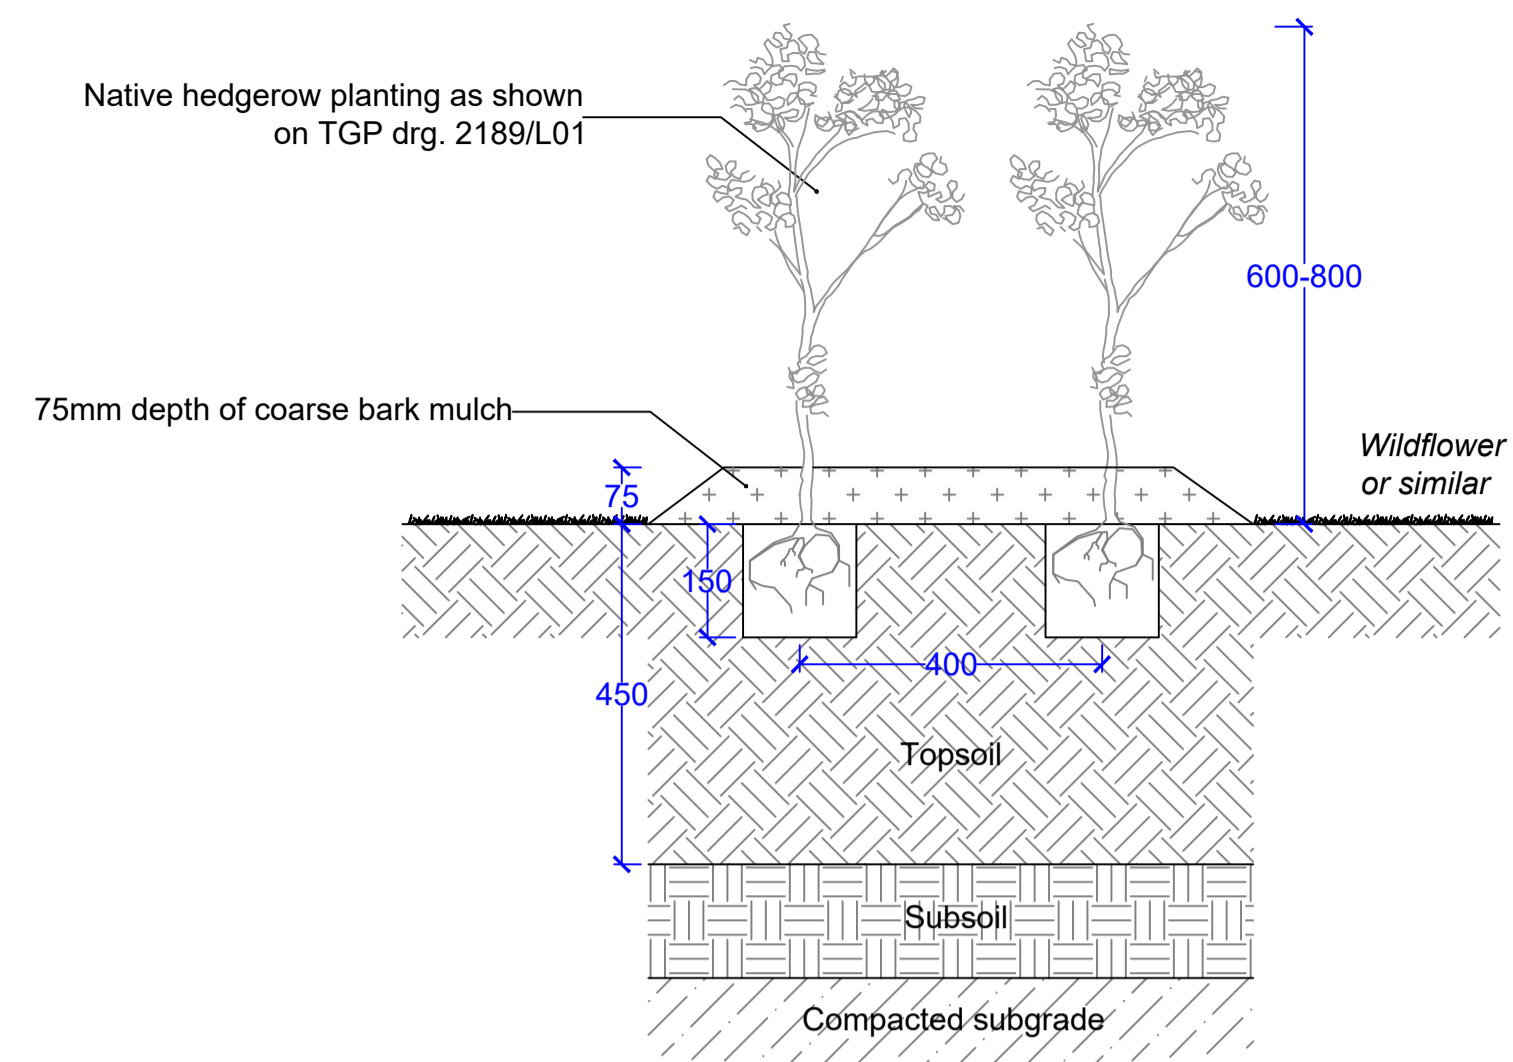 Native hedgerow planting as shown
on TGP drg. 2189/L01
600-800
75mm depth of coarse bark mulch
Wildflower
or similar
75
150
400
450
Topsoil
Subsoil
Compacted subgrade